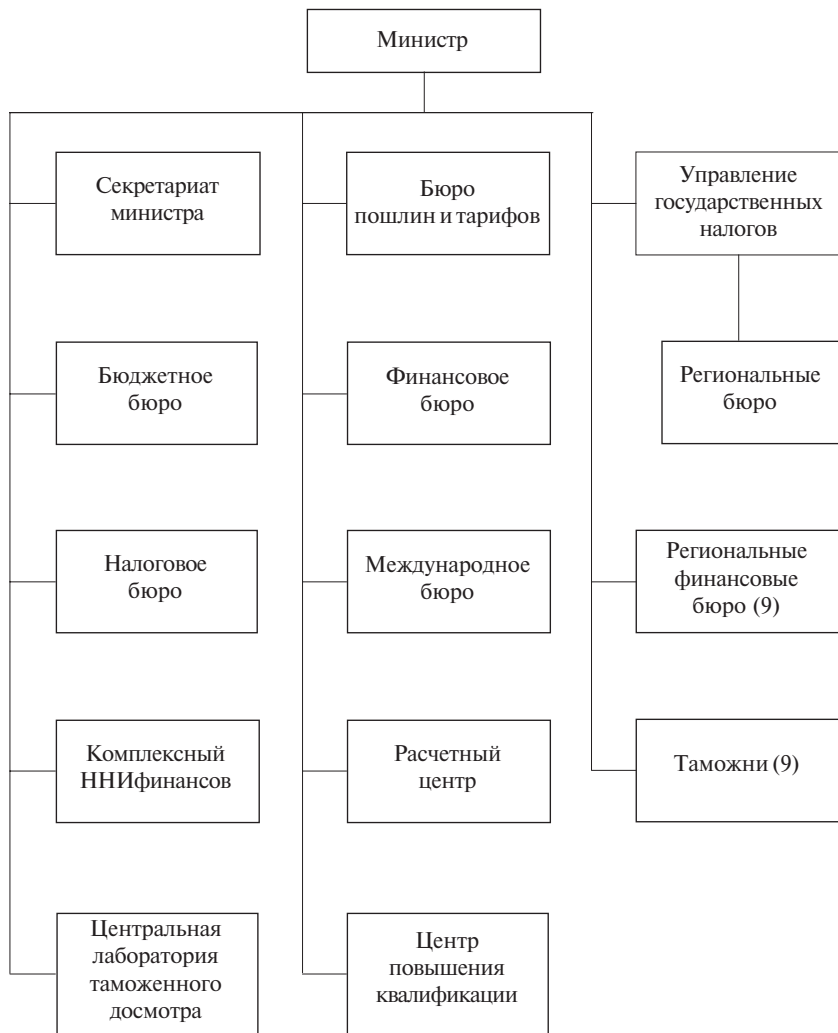 Министр
Секретариат
министра
Бюро
пошлин и тарифов
Управление
государственных
налогов
Бюджетное
бюро
Финансовое
бюро
Региональные
бюро
Налоговое
бюро
Международное
бюро
Региональные
финансовые
бюро (9)
Комплексный
ННИфинансов
Расчетный
центр
Таможни (9)
Центральная
лаборатория
таможенного
досмотра
Центр
повышения
квалификации